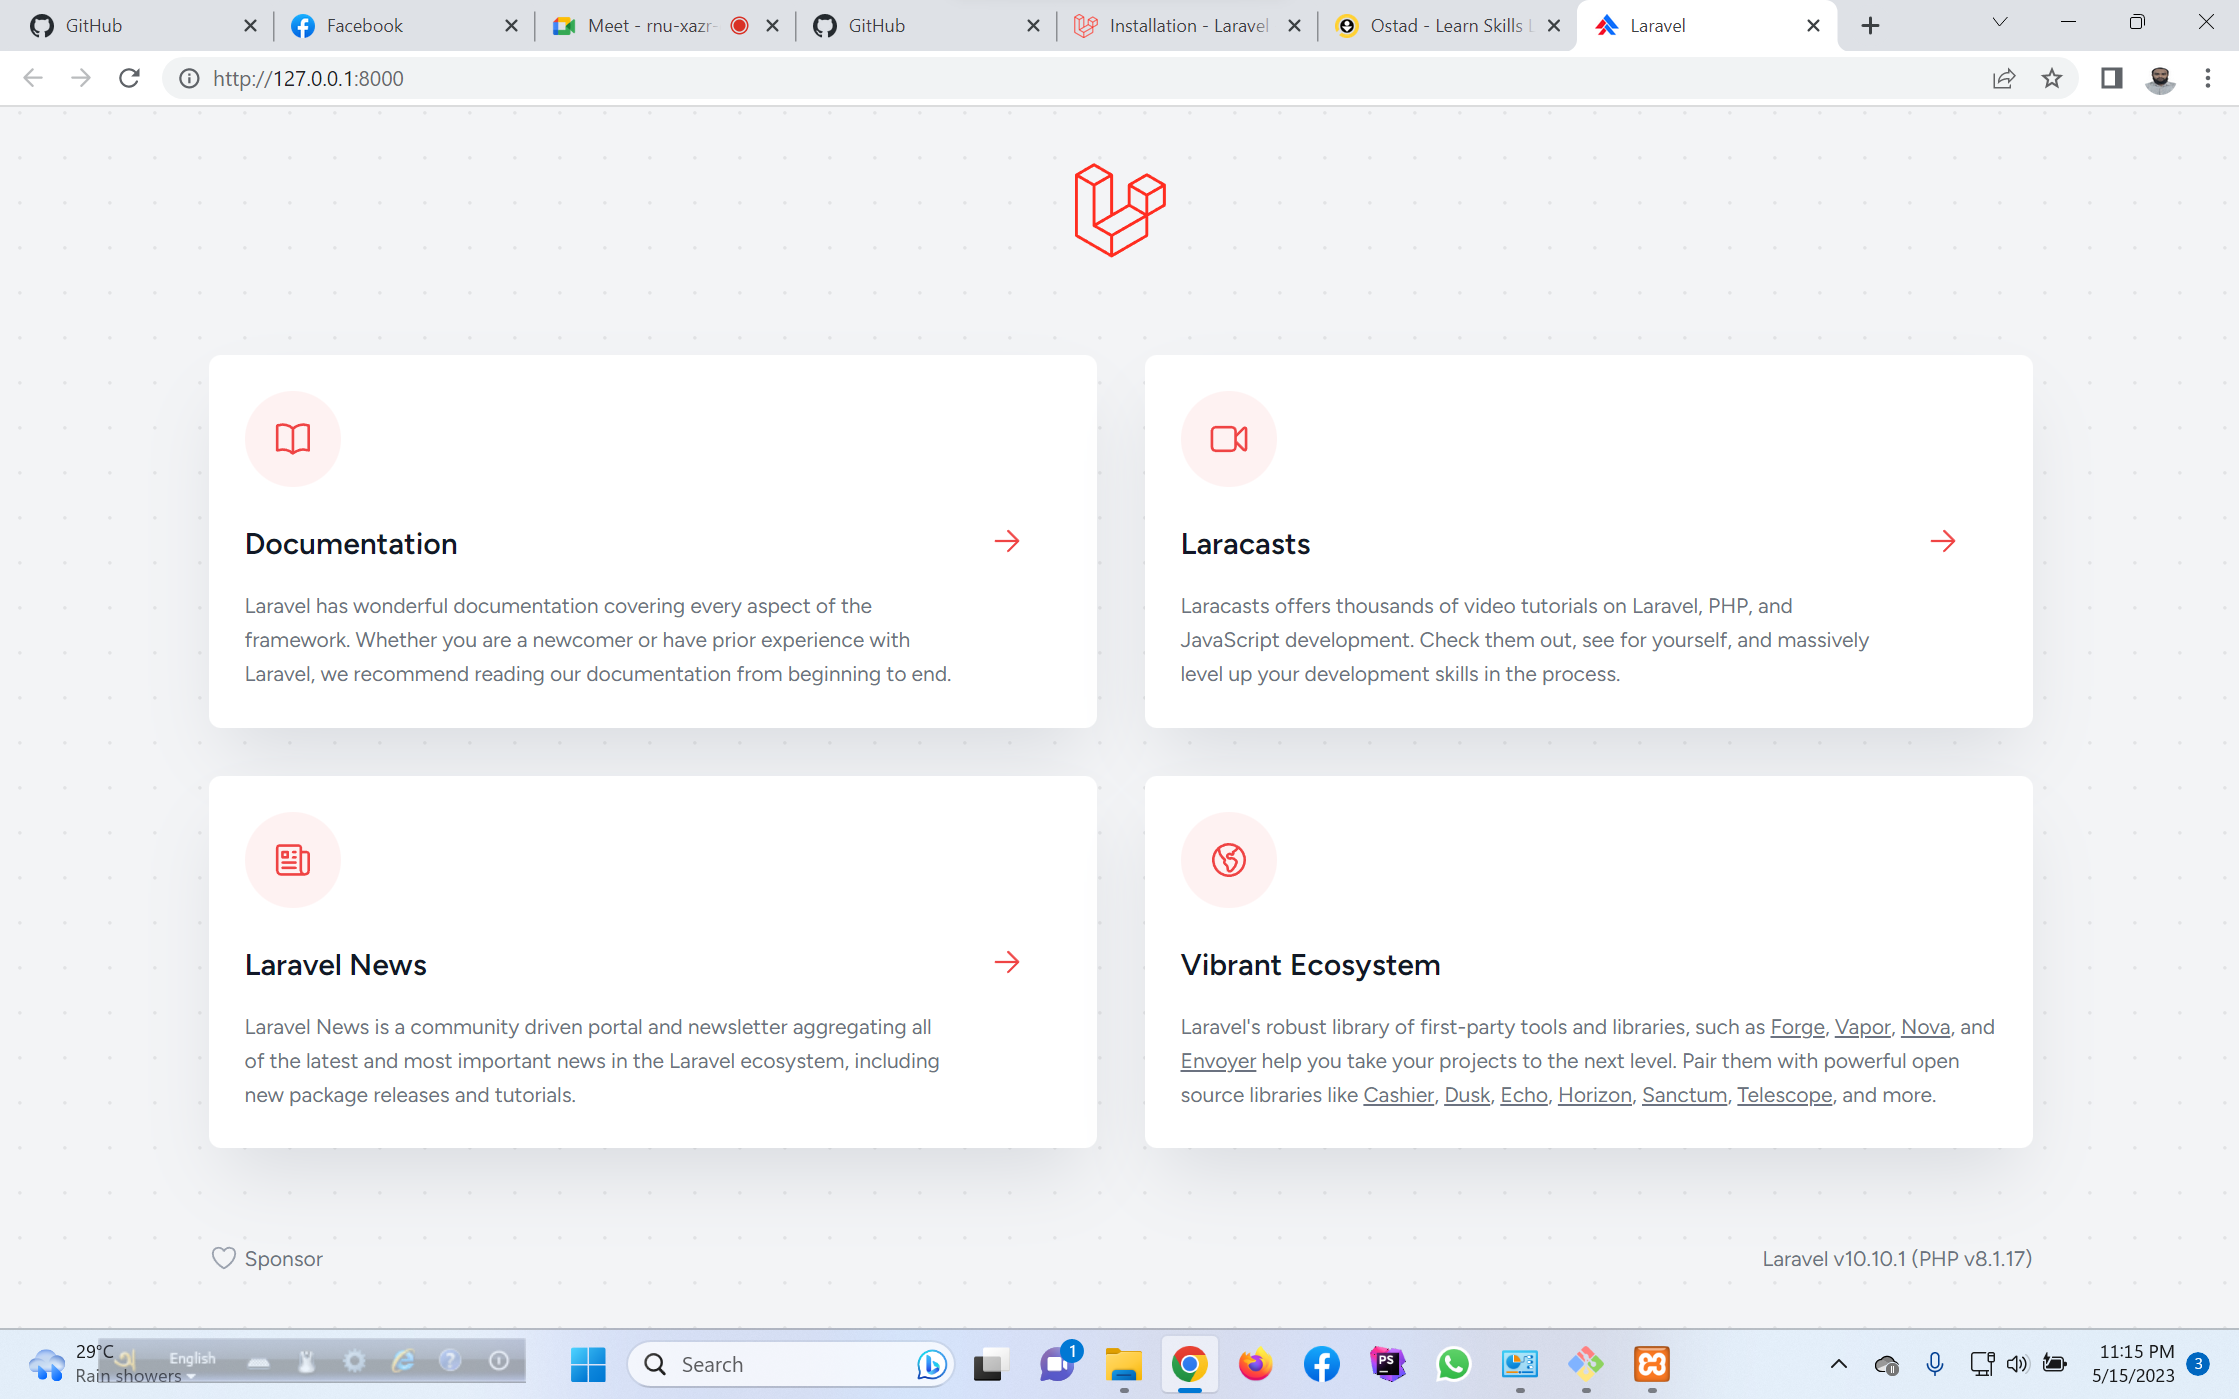 GitHub
Facebook
Meet - rnu-xazr-
GitHub
Installation - Laravel
Ostad - Learn Skills L
Laravel
http://127.0.0.1:8000
Documentation
Laravel has wonderful documentation covering every aspect of the
framework. Whether you are a newcomer or have prior experience with
Laravel, we recommend reading our documentation from beginning to end.
Laracasts
Laracasts offers thousands of video tutorials on Laravel, PHP, and
JavaScript development. Check them out, see for yourself, and massively
level up your development skills in the process.
Laravel News
Laravel News is a community driven portal and newsletter aggregating all
of the latest and most important news in the Laravel ecosystem, including
new package releases and tutorials.
Vibrant Ecosystem
Laravel's robust library of first-party tools and libraries, such as Forge, Vapor, Nova, and
Envoyer help you take your projects to the next level. Pair them with powerful open
source libraries like Cashier, Dusk, Echo, Horizon, Sanctum, Telescope, and more.
Sponsor
Laravel v10.10.1 (PHP v8.1.17)
29°C
Rain showers
English
Search
1
PS
11:15 PM
5/15/2023
3